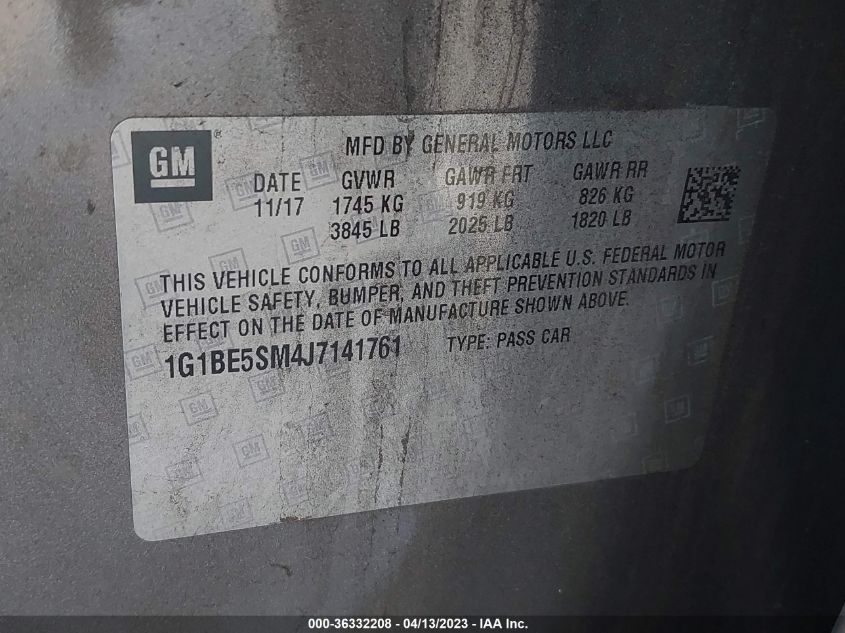 GM
®
MFD BY GENERAL MOTORS LLC
DATE GVWR GAWR FRT GAWR RR
11/17 1745 KG 919 KG 826 KG
3845 LB 2025 LB 1820 LB
THIS VEHICLE CONFORMS TO ALL APPLICABLE U.S. FEDERAL MOTOR
VEHICLE SAFETY, BUMPER, AND THEFT PREVENTION STANDARDS IN
EFFECT ON THE DATE OF MANUFACTURE SHOWN ABOVE.
1G1BE5SM4J7141761 TYPE: PASS CAR
000-36332208 - 04/13/2023 - IAA Inc.